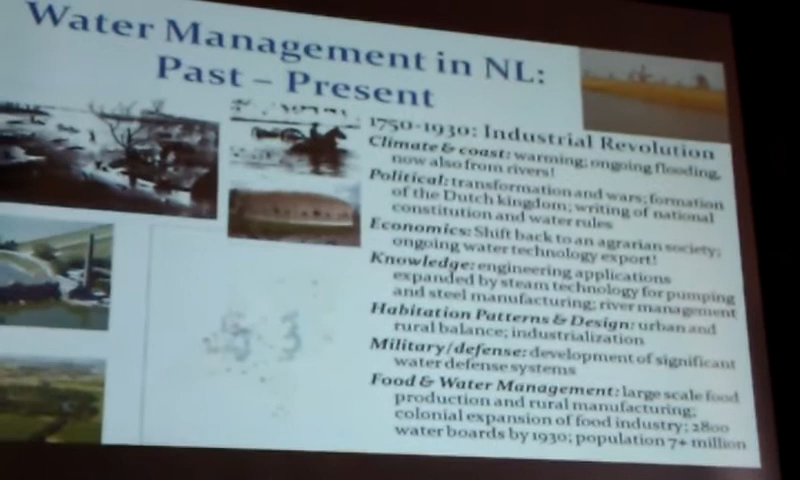 Water Management in NL:
Past – Present
1750-1930: Industrial Revolution
Climate & coast: warming; ongoing flooding,
now also from rivers!
Political: transformation and wars; formation
of the Dutch kingdom; writing of national
constitution and water rules
Economics: Shift back to an agrarian society;
ongoing water technology export!
Knowledge: engineering applications
expanded by steam technology for pumping
and steel manufacturing; river management
Habitation Patterns & Design: urban and
rural balance; industrialization
Military/defense: development of significant
water defense systems
Food & Water Management: large scale food
production and rural manufacturing;
colonial expansion of food industry; 2800
water boards by 1930; population 7+ million